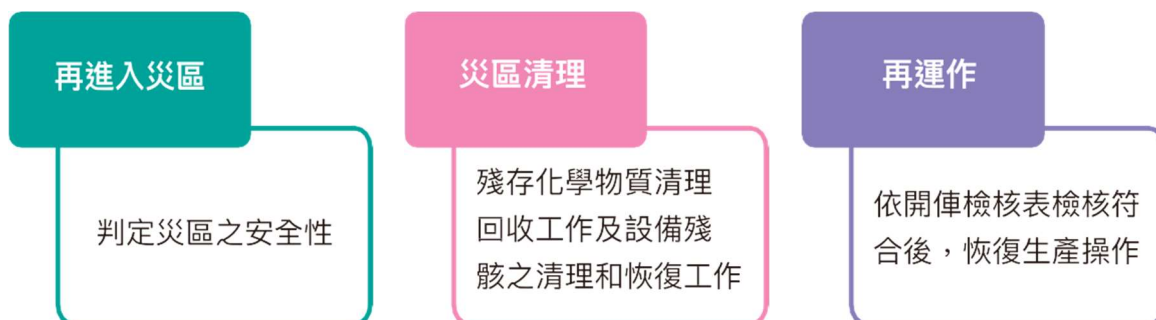 再進入災區
判定災區之安全性
災區清理
殘存化學物質清理
回收工作及設備殘
骸之清理和恢復工作
再運作
依開俥檢核表檢核符
合後，恢復生產操作